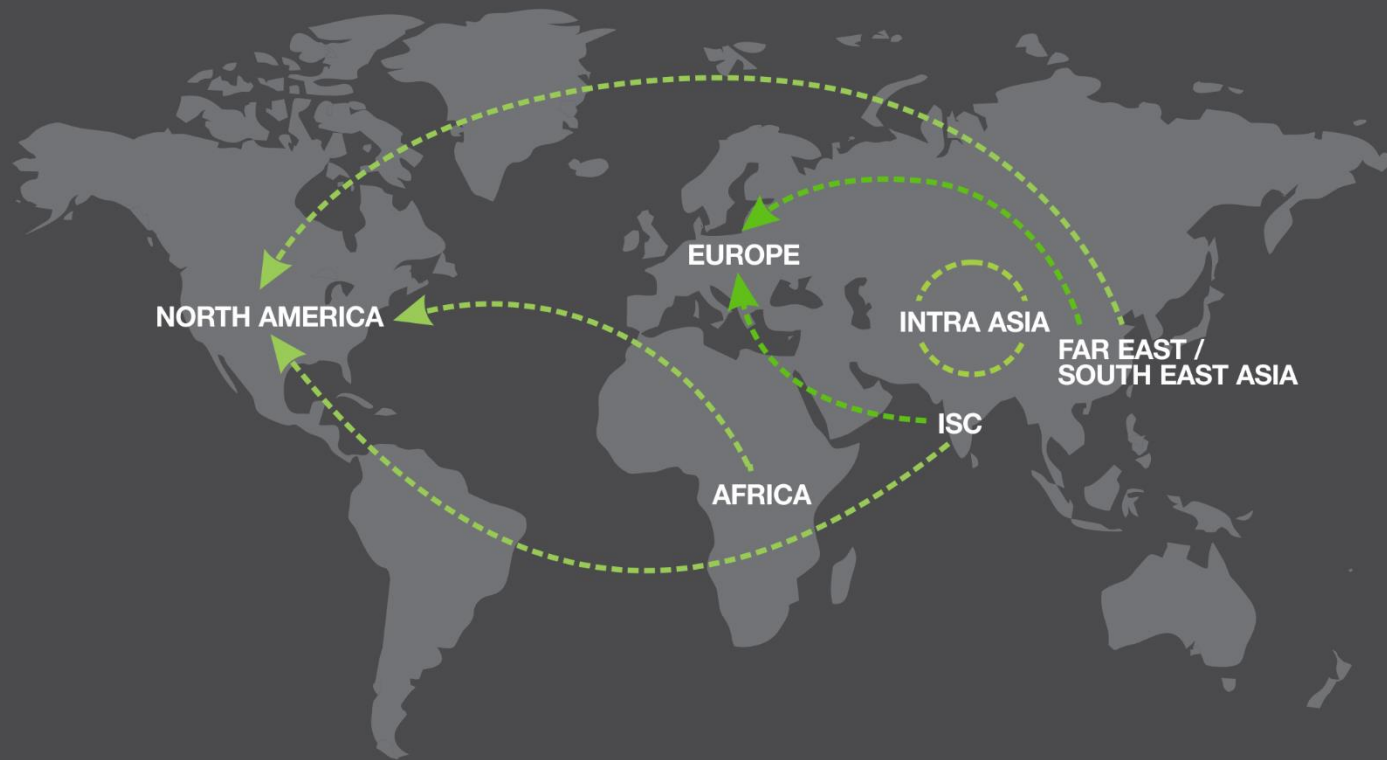 EUROPE
NORTH AMERICA
INTRA ASIA
FAR EAST /
SOUTH EAST ASIA
ISC
AFRICA